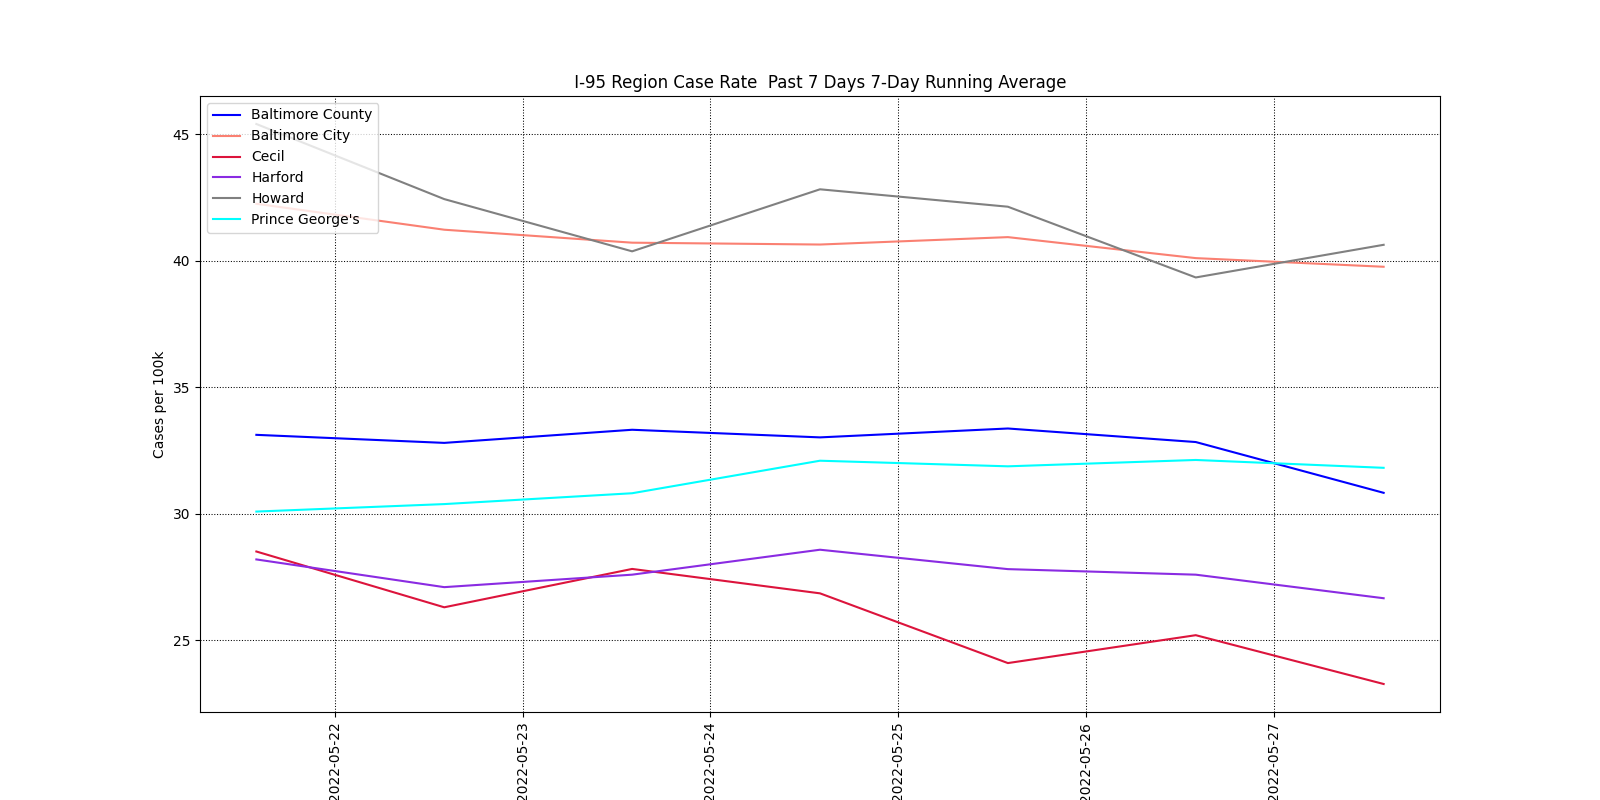 I-95 Region Case Rate  Past 7 Days 7-Day Running Average
Baltimore County
Baltimore City
Cecil
Harford
Howard
Prince George's
Cases per 100k
45
40
35
30
25
2022-05-22
2022-05-23
2022-05-24
2022-05-25
2022-05-26
2022-05-27